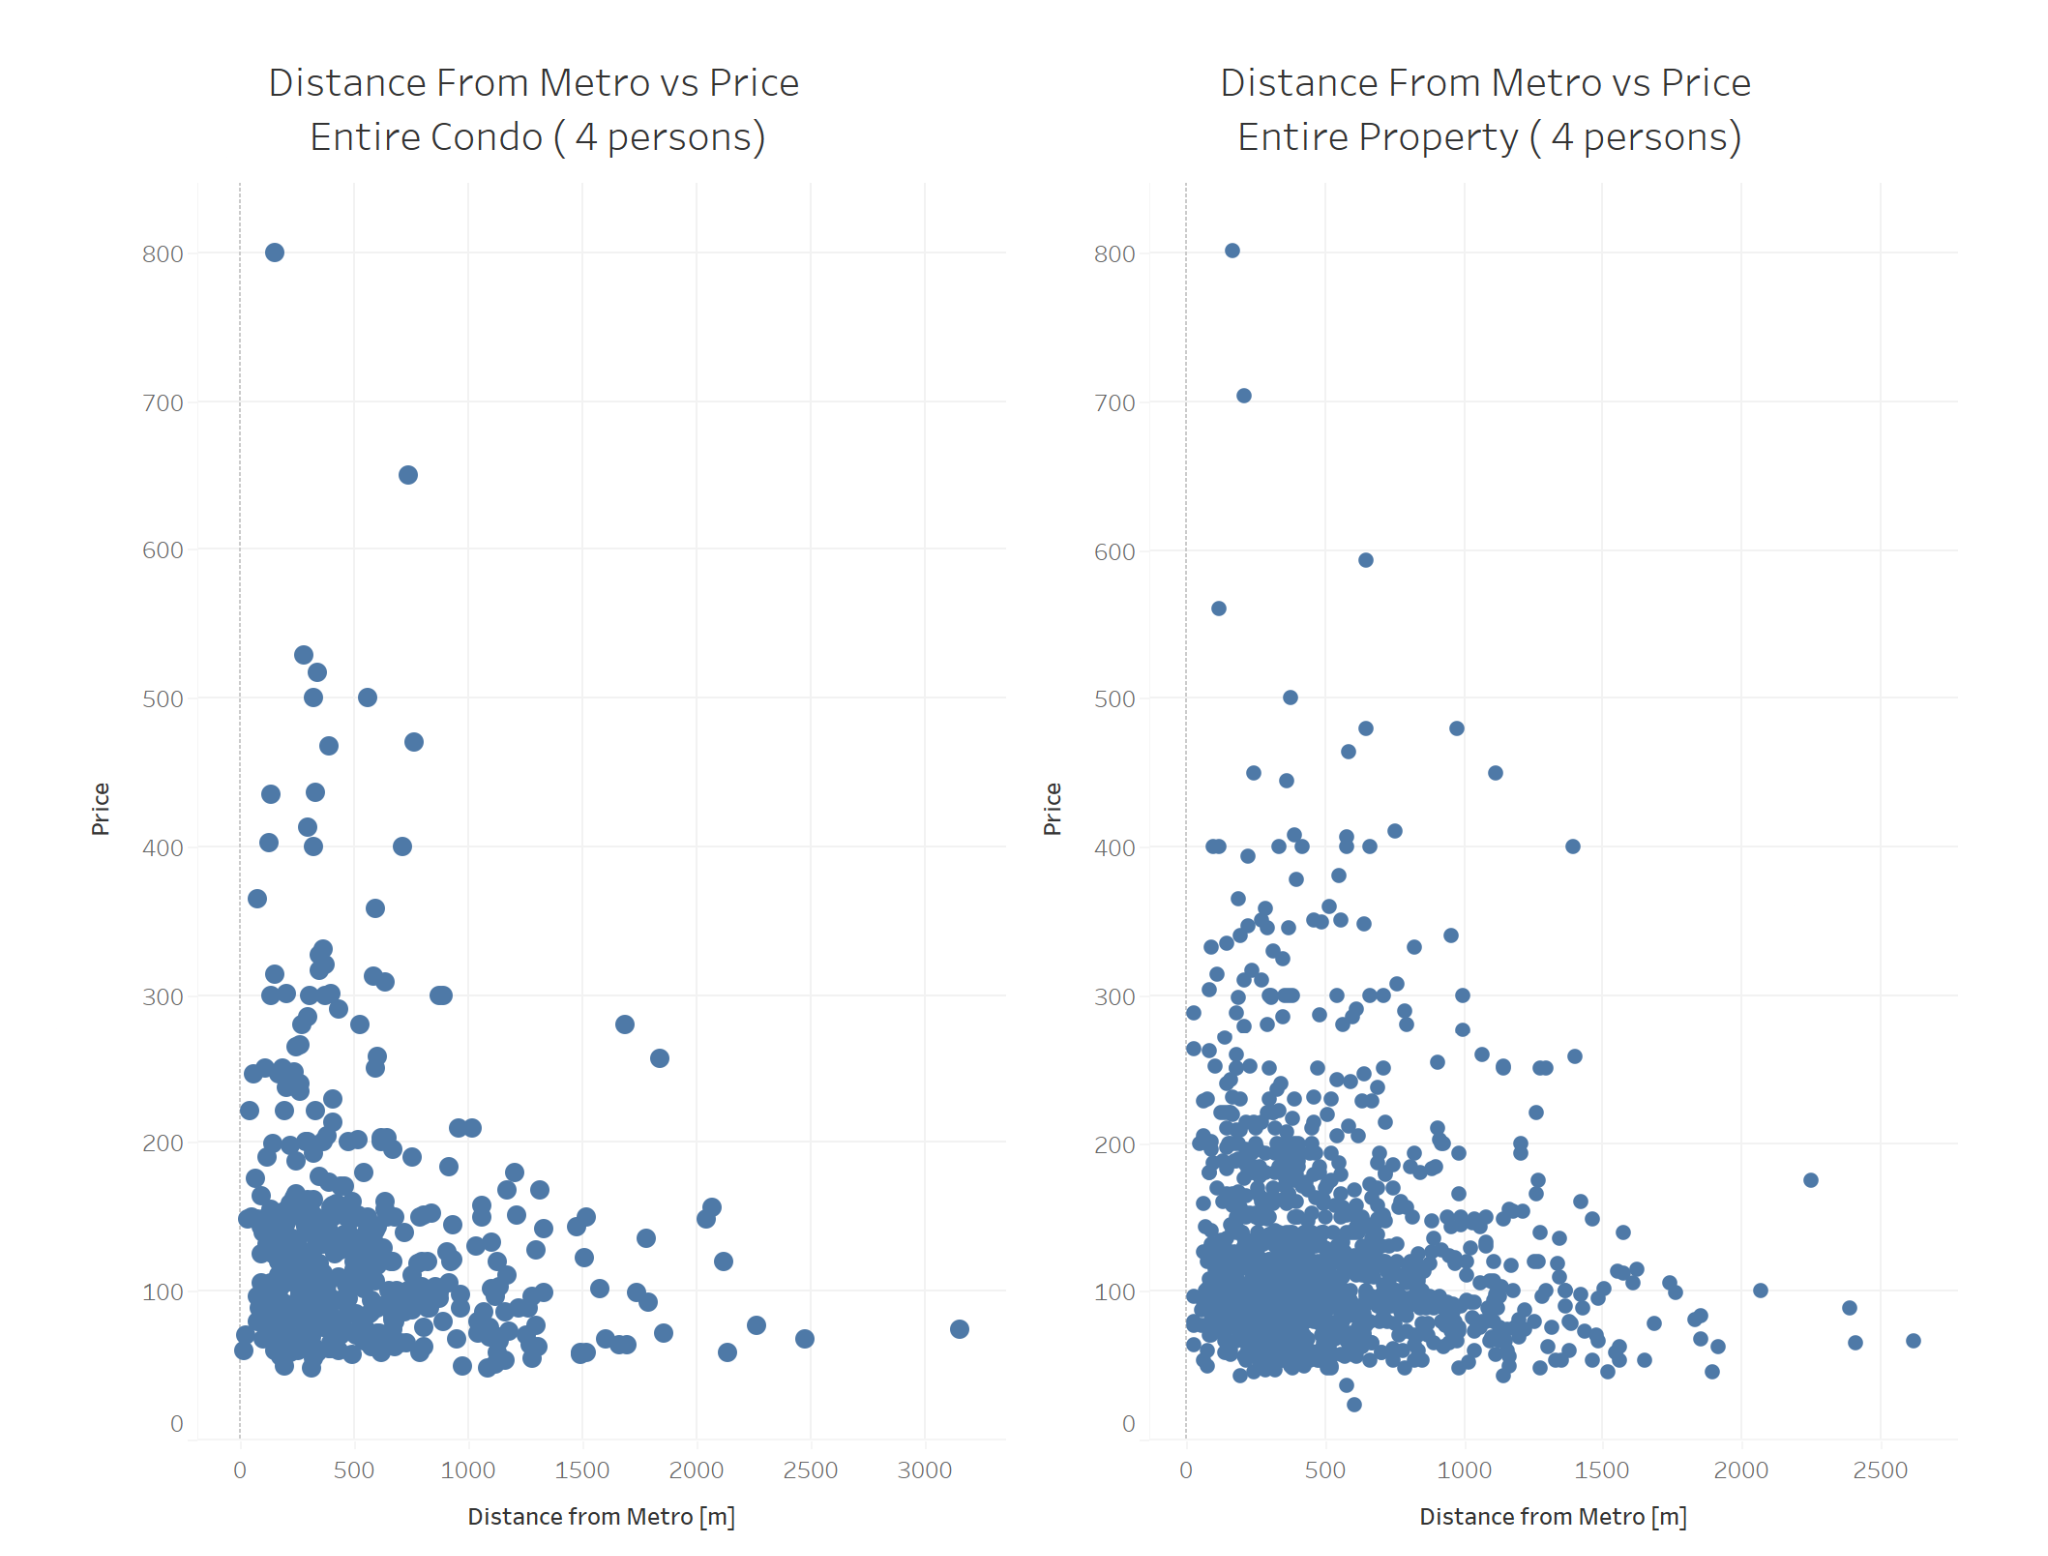 Distance From Metro vs Price
Entire Condo ( 4 persons)
800
700
600
500
400
300
200
100
0
Price
0 500 1000 1500 2000 2500 3000
Distance from Metro [m]
Distance From Metro vs Price
Entire Property ( 4 persons)
800
700
600
500
400
300
200
100
0
Price
0 500 1000 1500 2000 2500
Distance from Metro [m]